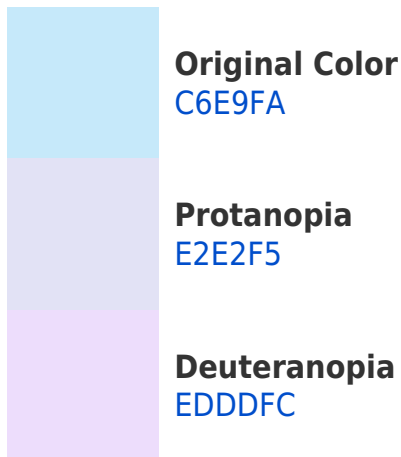 Original Color
C6E9FA
Protanopia
E2E2F5
Deuteranopia
EDDDFC